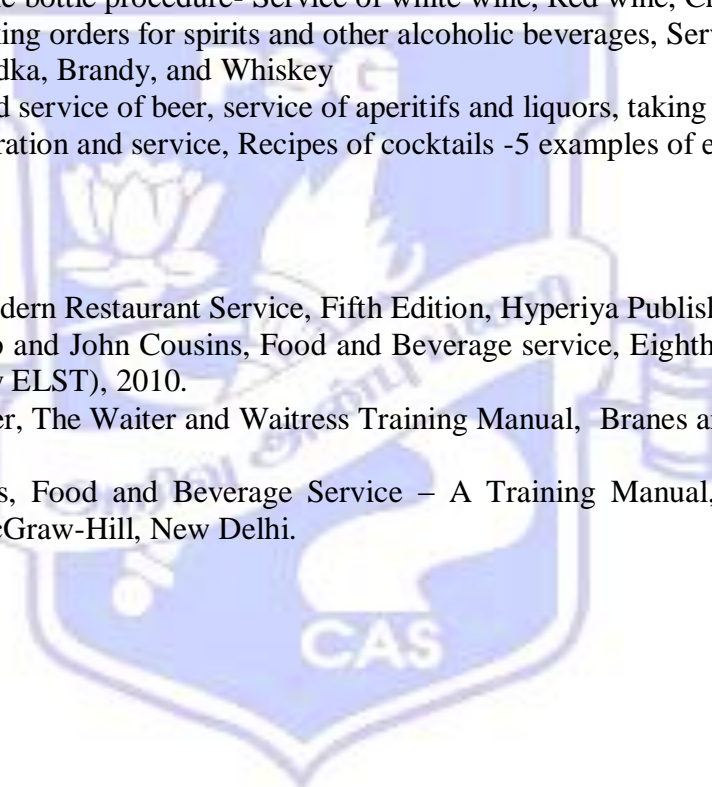 bottle procedure- Service of white wine, Red wine,
king orders for spirits and other alcoholic beverages,
dka, Brandy, and Whiskey
d service of beer, service of aperitifs and liquors, taking
ration and service, Recipes of cocktails -5 examples of e
PSG
dern Restaurant Service, Fifth Edition, Hyperiya Publish
p and John Cousins, Food and Beverage service, Eighth
y ELST), 2010.
er, The Waiter and Waitress Training Manual, Branes a
s, Food and Beverage Service – A Training Manual,
cGraw-Hill, New Delhi.
CAS